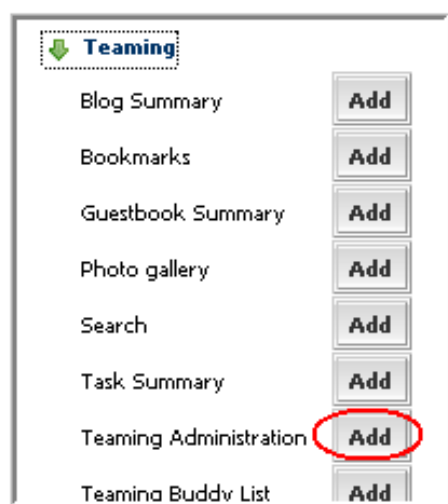 Teaming
Blog Summary Add
Bookmarks Add
Guestbook Summary Add
Photo gallery Add
Search Add
Task Summary Add
Teaming Administration Add
Teaming Buddy List Add